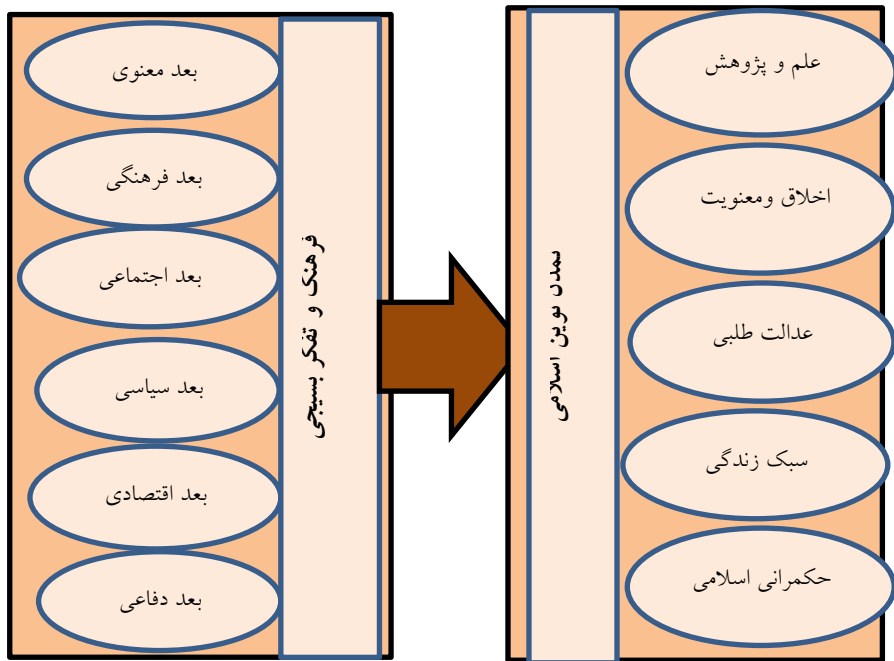 فرهنگ و تفکر بسیجی
بعد معنوی
بعد فرهنگی
بعد اجتماعی
بعد سیاسی
بعد اقتصادی
بعد دفاعی
تمدن نوین اسلامی
علم و پژوهش
اخلاق ومعنویت
عدالت طلبی
سبک زندگی
حکمرانی اسلامی